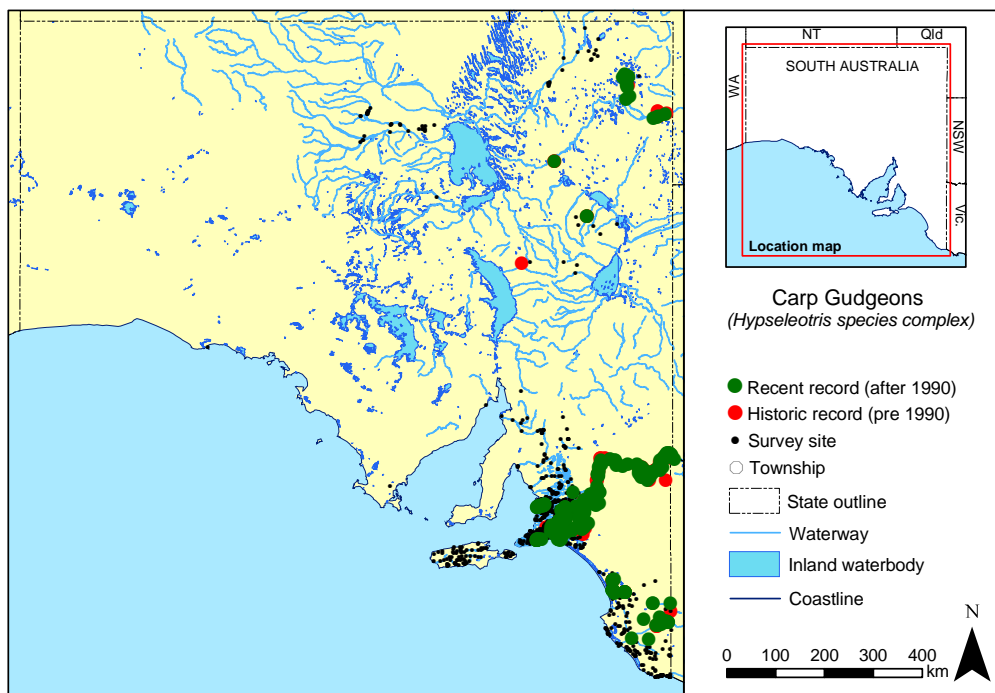 NT
Qld
SOUTH AUSTRALIA
WA
NSW
Vic.
Location map
Carp Gudgeons
(Hypseleotris species complex)
Recent record (after 1990)
Historic record (pre 1990)
Survey site
Township
State outline
Waterway
Inland waterbody
Coastline
N
0 100 200 300 400
km